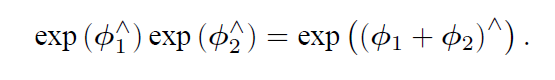 exp (ϕ₁^∧) exp (ϕ₂^∧) = exp ((ϕ₁ + ϕ₂)^∧) .